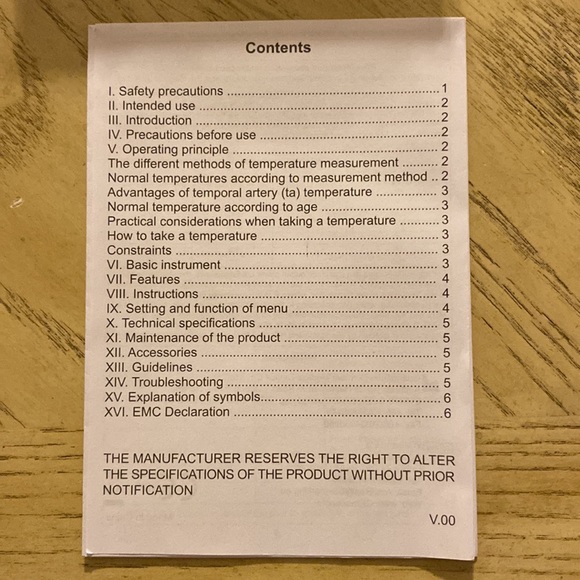 Contents
I. Safety precautions ............................................................ 1
II. Intended use .................................................................... 2
III. Introduction ..................................................................... 2
IV. Precautions before use .................................................. 2
V. Operating principle .......................................................... 2
The different methods of temperature measurement .......... 2
Normal temperatures according to measurement method .. 2
Advantages of temporal artery (ta) temperature ................. 3
Normal temperature according to age ................................. 3
Practical considerations when taking a temperature ........... 3
How to take a temperature .................................................. 3
Constraints .......................................................................... 3
VI. Basic instrument ............................................................ 3
VII. Features ........................................................................ 4
VIII. Instructions .................................................................. 4
IX. Setting and function of menu ......................................... 4
X. Technical specifications .................................................. 5
XI. Maintenance of the product ........................................... 5
XII. Accessories ................................................................... 5
XIII. Guidelines .................................................................... 5
XIV. Troubleshooting ............................................................ 5
XV. Explanation of symbols.................................................. 6
XVI. EMC Declaration .......................................................... 6
THE MANUFACTURER RESERVES THE RIGHT TO ALTER
THE SPECIFICATIONS OF THE PRODUCT WITHOUT PRIOR
NOTIFICATION
V.00